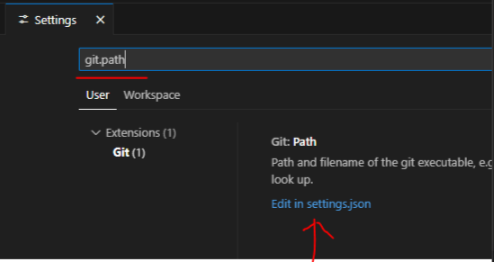 Settings
git.path
User Workspace
Extensions (1)
Git (1)
Git: Path
Path and filename of the git executable, e.g
look up.
Edit in settings.json